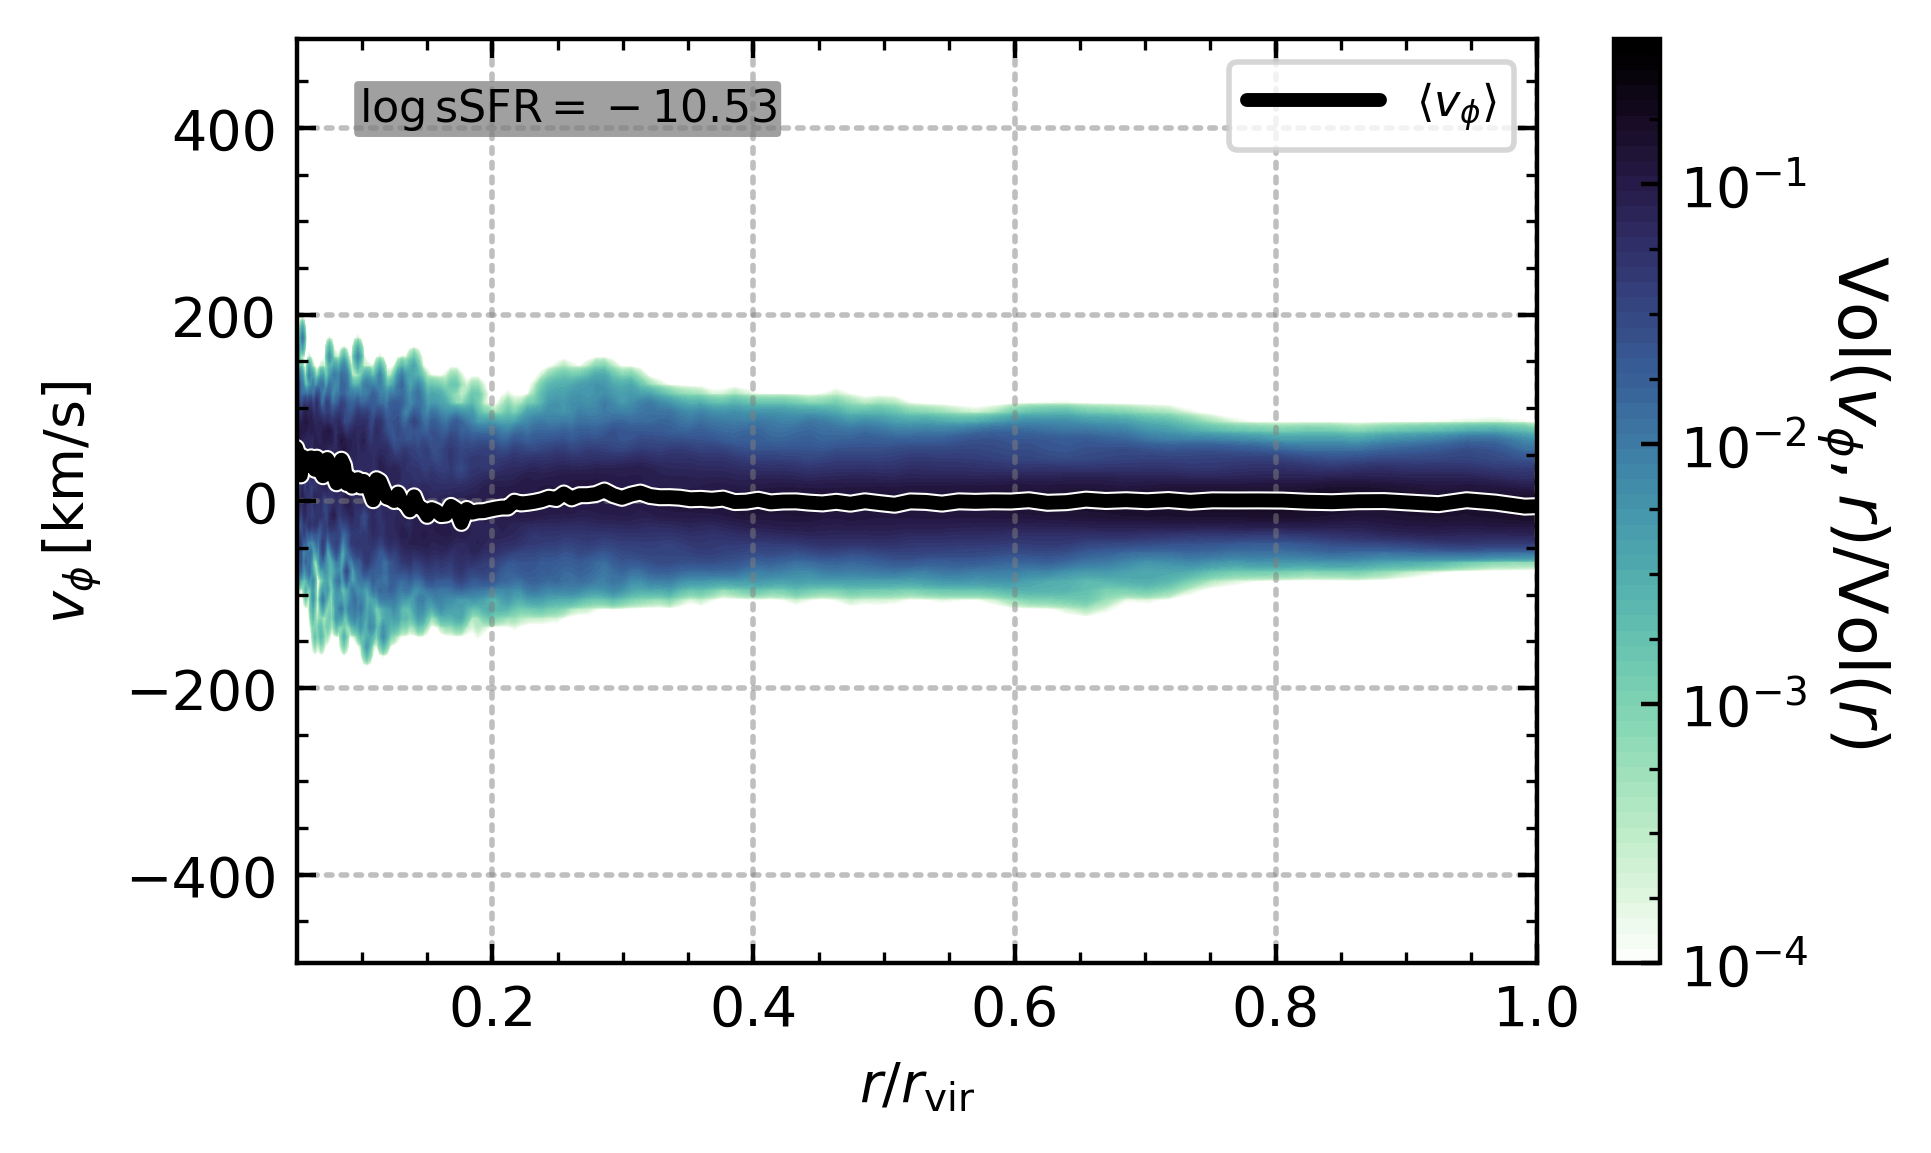 log sSFR = − 10.53
⟨v_ϕ⟩
400
200
0
−200
−400
v_ϕ [km/s]
0.2
0.4
0.6
0.8
1.0
r/r_vir
10⁻¹
10⁻²
10⁻³
10⁻⁴
Vol(v_ϕ, r)/Vol(r)